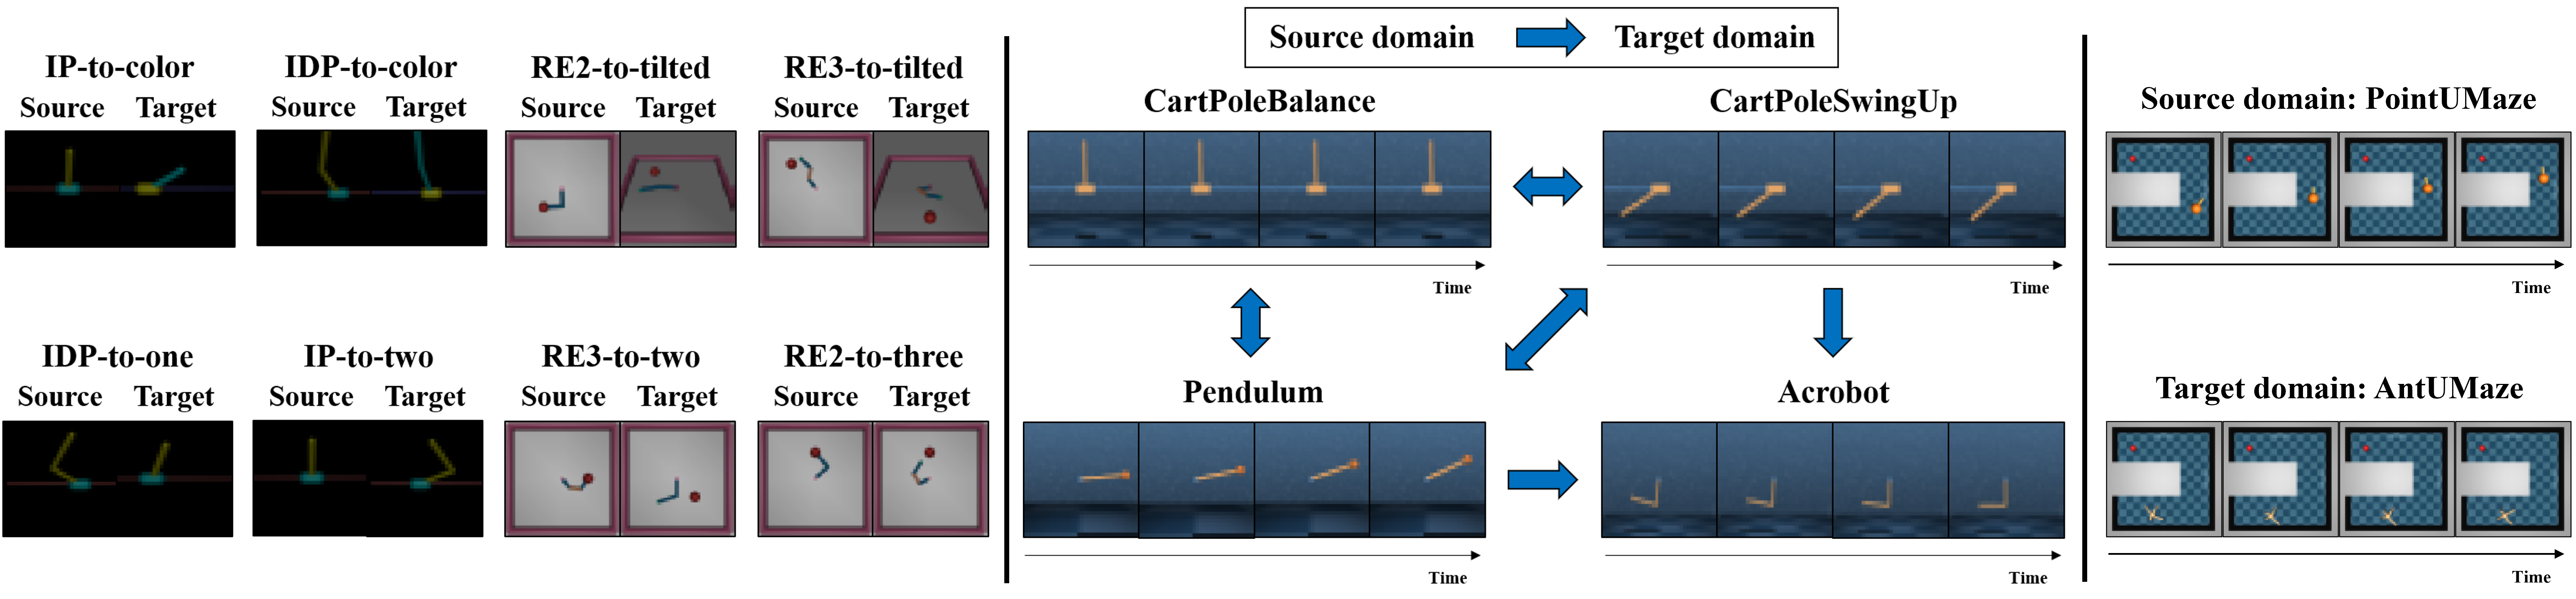 IP-to-color
Source Target
IDP-to-color
Source Target
RE2-to-tilted
Source Target
RE3-to-tilted
Source Target
IDP-to-one
Source Target
IP-to-two
Source Target
RE3-to-two
Source Target
RE2-to-three
Source Target
Source domain Target domain
CartPoleBalance
Time
CartPoleSwingUp
Time
Pendulum
Time
Acrobot
Time
Source domain: PointUMaze
Time
Target domain: AntUMaze
Time